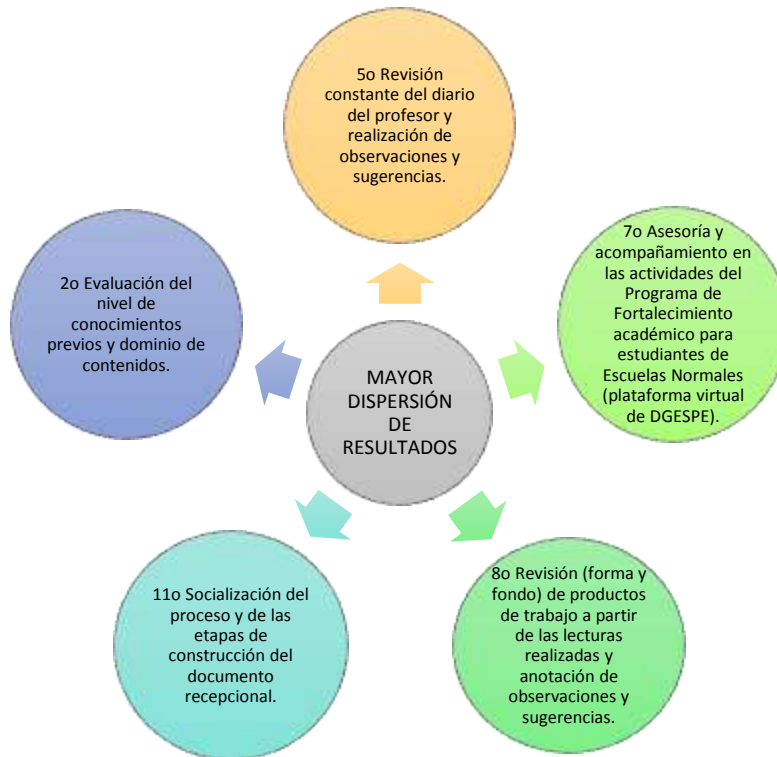 5o Revisión
constante del diario
del profesor y
realización de
observaciones y
sugerencias.
7o Asesoría y
acompañamiento en
las actividades del
Programa de
Fortalecimiento
académico para
estudiantes de
Escuelas Normales
(plataforma virtual
de DGESPE).
2o Evaluación del
nivel de
conocimientos
previos y dominio de
contenidos.
MAYOR
DISPERSIÓN
DE
RESULTADOS
11o Socialización del
proceso y de las
etapas de
construcción del
documento
recepcional.
8o Revisión (forma y
fondo) de productos
de trabajo a partir
de las lecturas
realizadas y
anotación de
observaciones y
sugerencias.